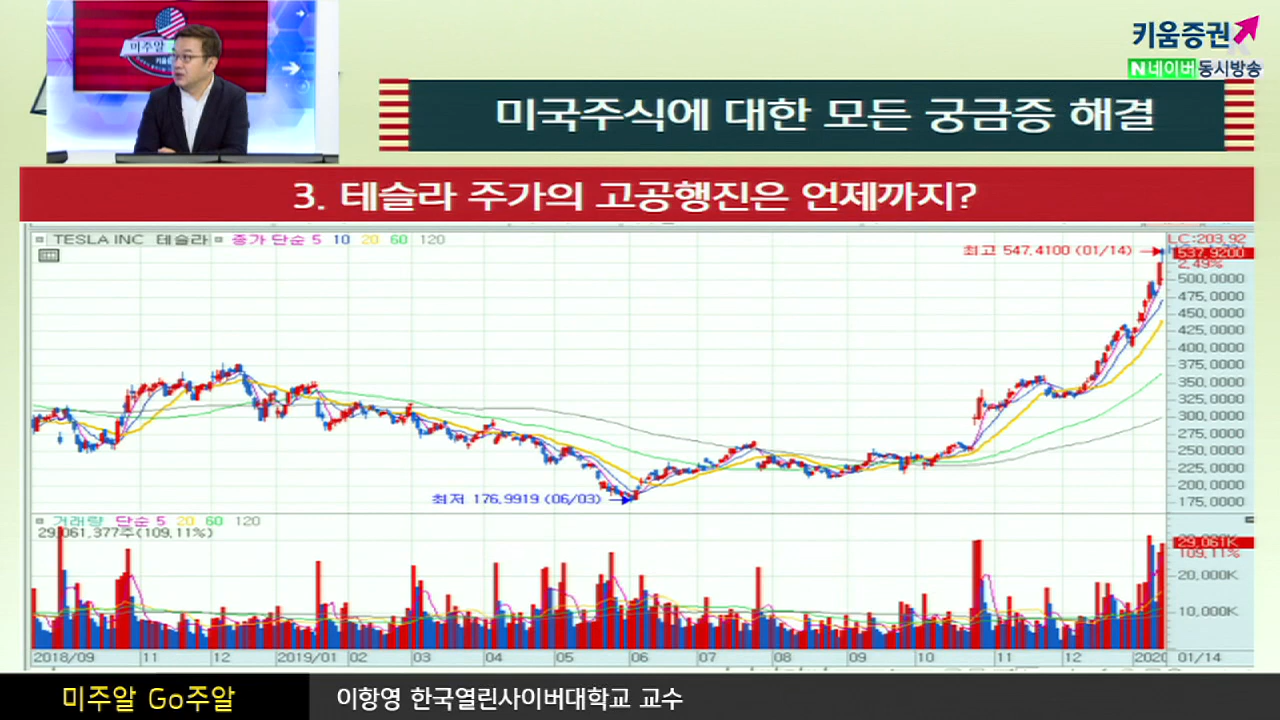 미주알
키움증권
N네이버 동시방송
미국주식에 대한 모든 궁금증 해결
3. 테슬라 주가의 고공행진은 언제까지?
TESLA INC 테슬라 종가 단순 5 10 20 60 120
LC:203.92
최고 547.4100 (01/14)
537.9200
2.49%
500.0000
475.0000
450.0000
425.0000
400.0000
375.0000
350.0000
325.0000
300.0000
275.0000
250.0000
225.0000
200.0000
175.0000
최저 176.9919 (06/03)
거래량 단순 5 20 60 120
29,061,377주(109.11%)
29,061K
109.11%
20,000K
10,000K
2018/09 11 12 2019/01 02 03 04 05 06 07 08 09 10 11 12 2020 01/14
미주알 Go주알 이항영 한국열린사이버대학교 교수